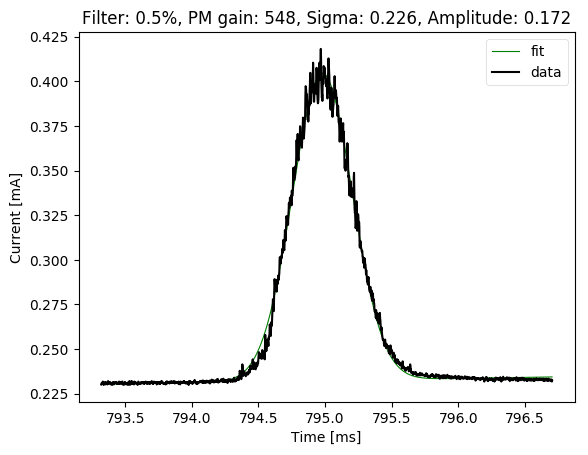 Filter: 0.5%, PM gain: 548, Sigma: 0.226, Amplitude: 0.172
fit
data
Current [mA]
0.425
0.400
0.375
0.350
0.325
0.300
0.275
0.250
0.225
793.5 794.0 794.5 795.0 795.5 796.0 796.5
Time [ms]